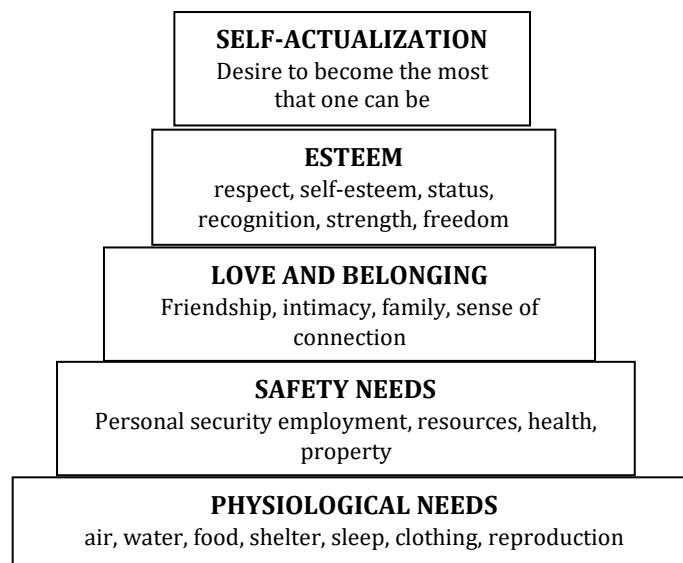 SELF-ACTUALIZATION
Desire to become the most
that one can be
ESTEEM
respect, self-esteem, status,
recognition, strength, freedom
LOVE AND BELONGING
Friendship, intimacy, family, sense of
connection
SAFETY NEEDS
Personal security employment, resources, health,
property
PHYSIOLOGICAL NEEDS
air, water, food, shelter, sleep, clothing, reproduction